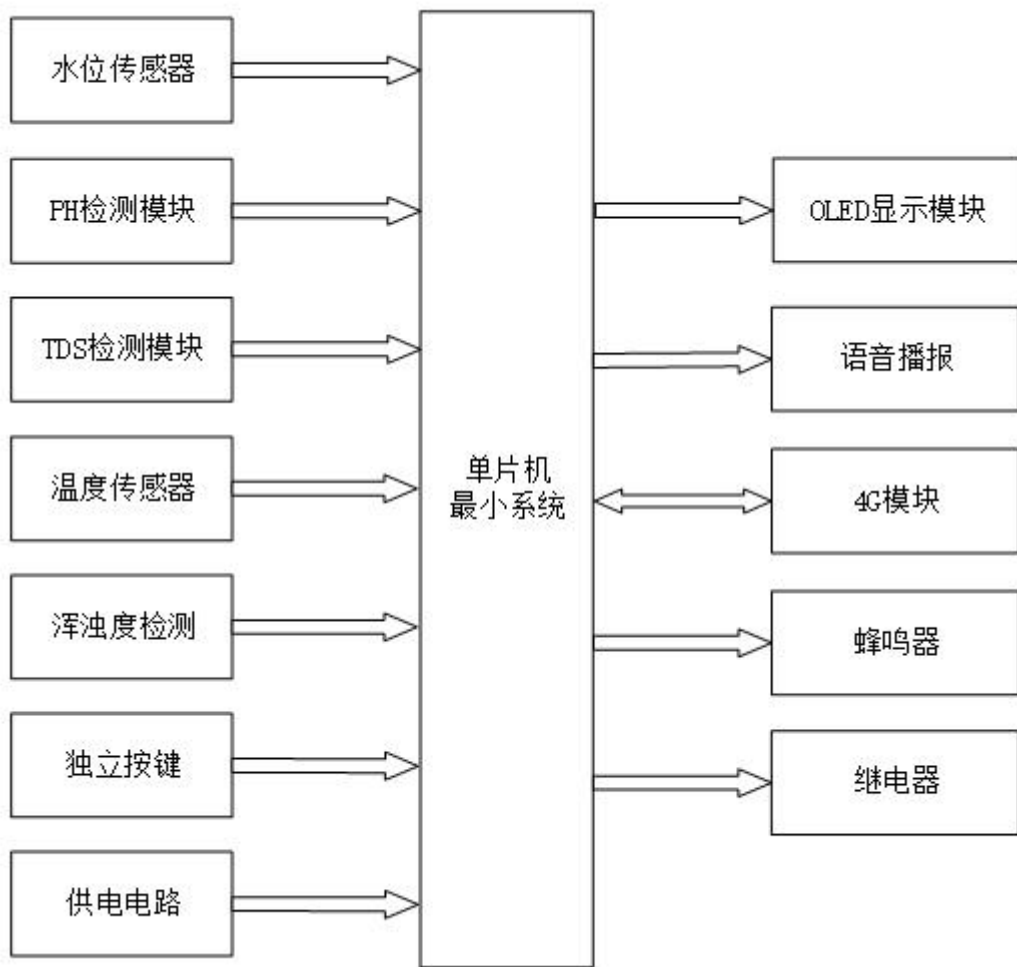 水位传感器
PH检测模块
TDS检测模块
温度传感器
浑浊度检测
独立按键
供电电路
单片机
最小系统
OLED显示模块
语音播报
4G模块
蜂鸣器
继电器